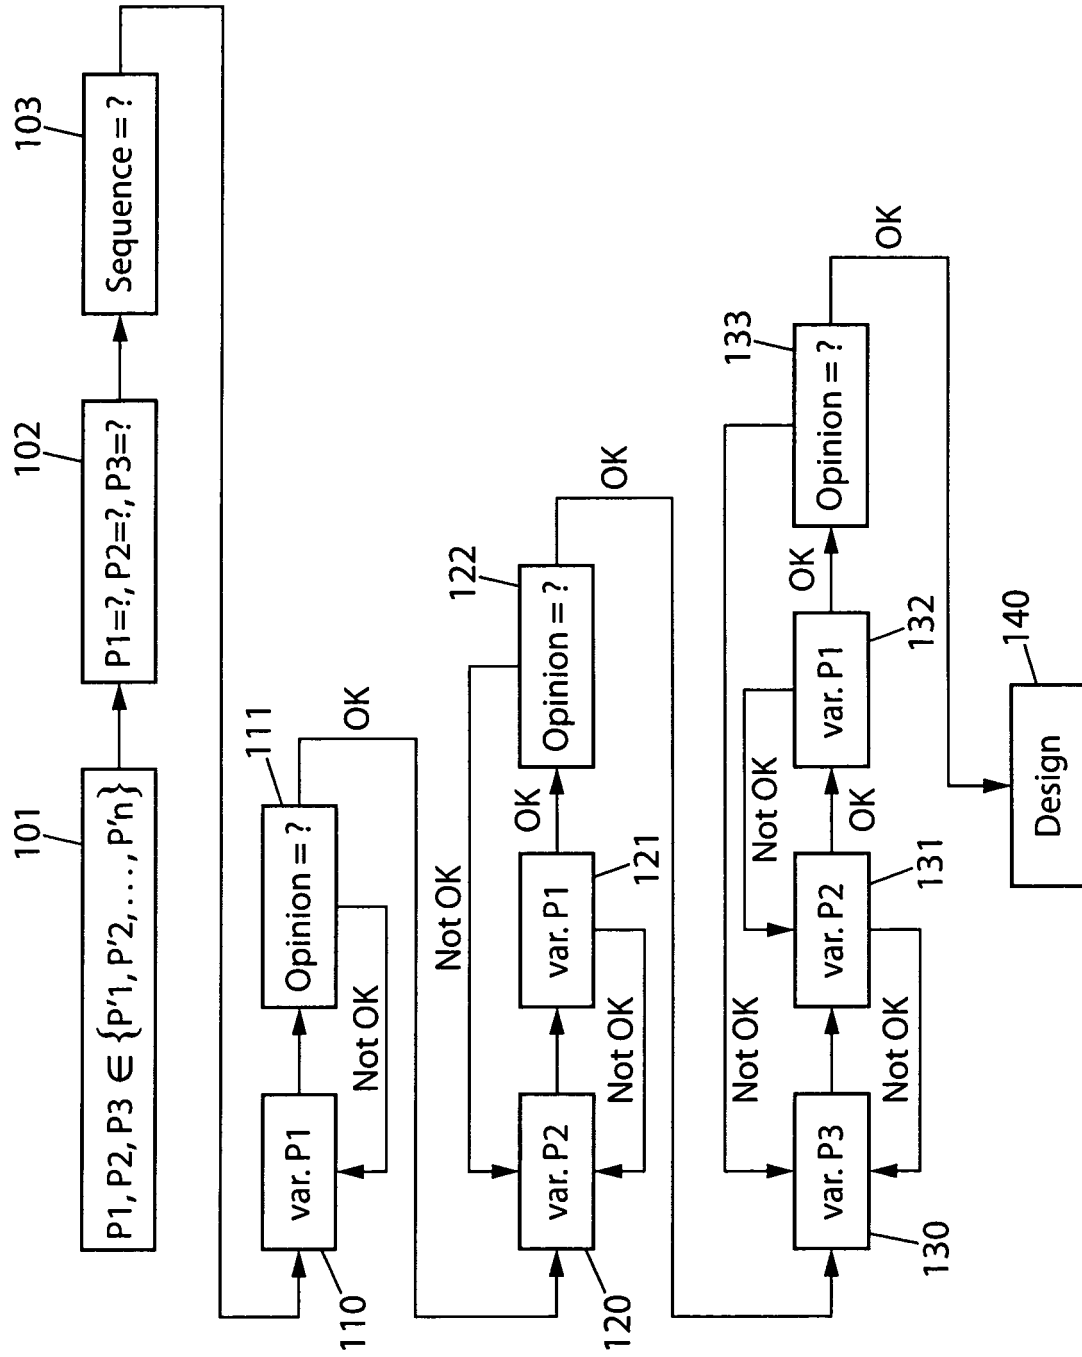 101
P1, P2, P3 ∈ {P'1, P'2, ..., P'n}
102
P1=?, P2=?, P3=?
103
Sequence = ?
110
var. P1
111
Opinion = ?
Not OK
OK
120
var. P2
121
var. P1
Not OK
OK
122
Opinion = ?
Not OK
OK
130
var. P3
131
var. P2
Not OK
OK
132
var. P1
Not OK
OK
133
Opinion = ?
Not OK
OK
140
Design